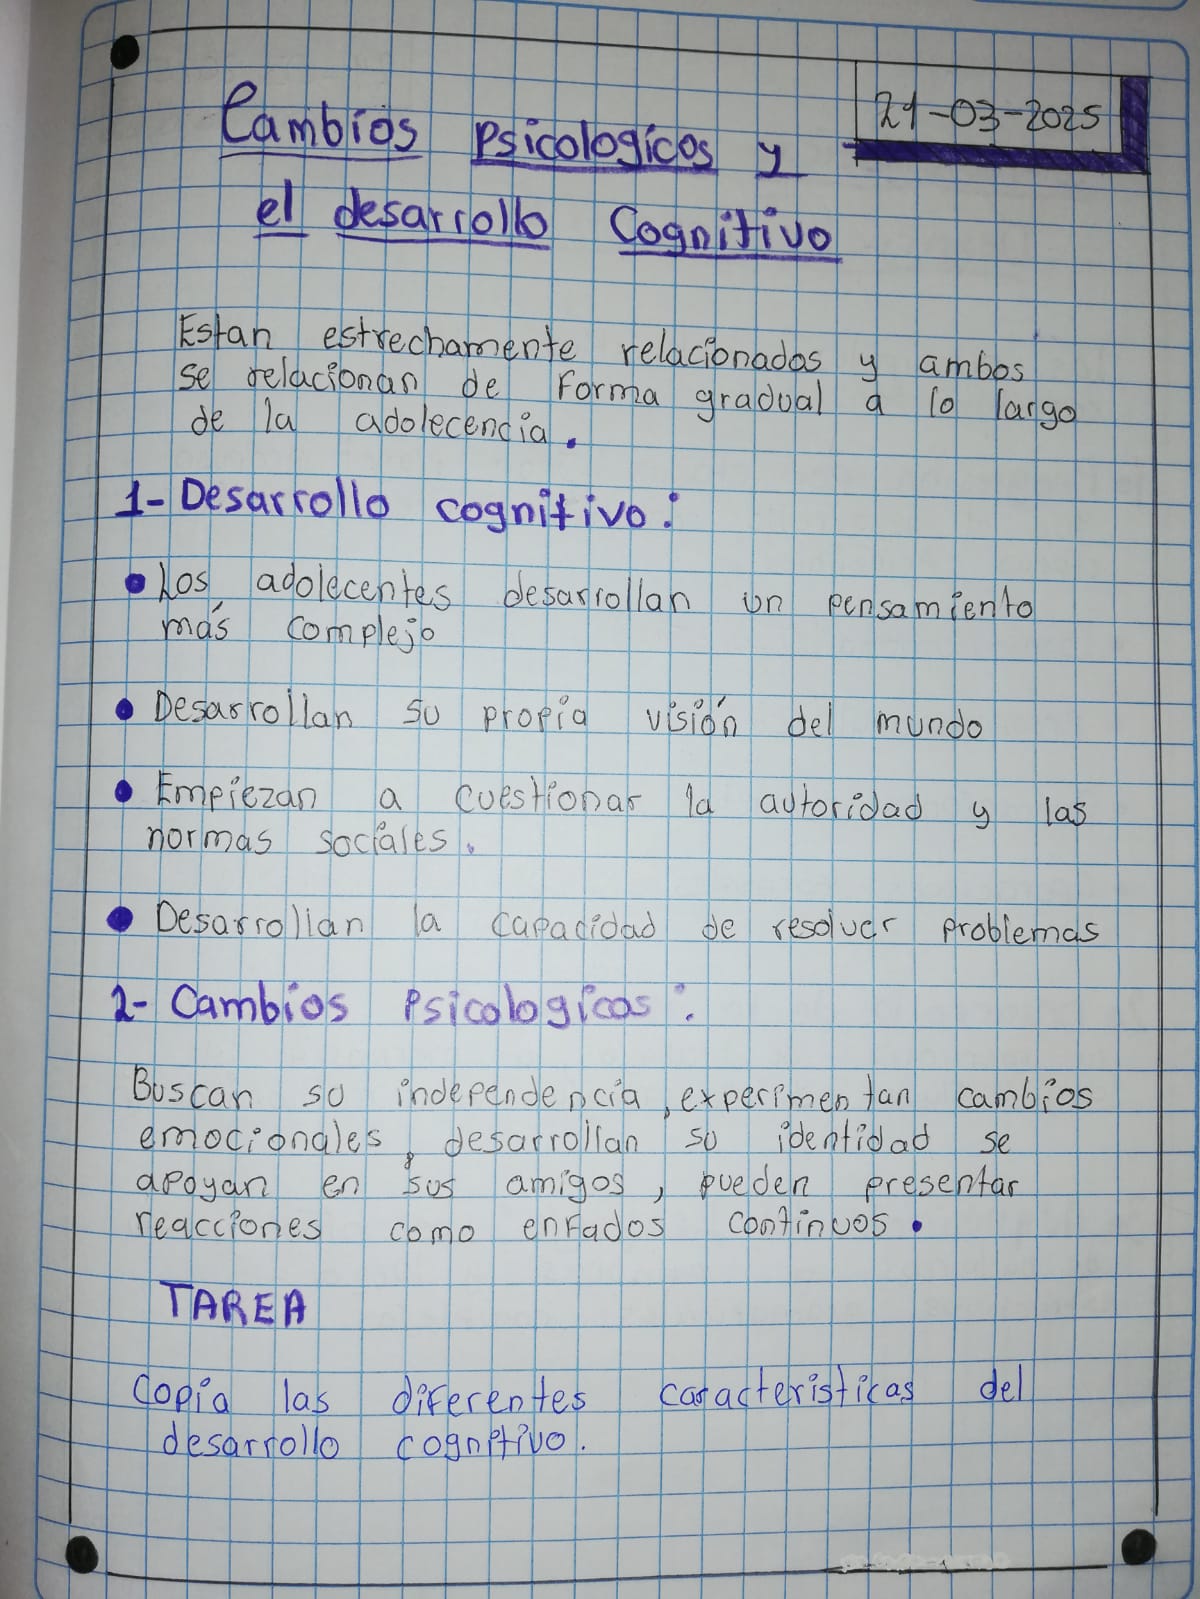 21-03-2025
Cambios Psicologicos y
el desarrollo Cognitivo
Estan estrechamente relacionados y ambos
se relacionan de Forma gradual a lo largo
de la adolecencia.
1- Desarrollo cognitivo:
• Los adolecentes desarrollan un pensamiento
más complejo
• Desarrollan su propia visión del mundo
• Empiezan a cuestionar la autoridad y las
normas sociales.
• Desarrollan la capacidad de resolver problemas
2- Cambios Psicologicos:
Buscan su independencia, experimentan cambios
emocionales, desarrollan su identidad se
apoyan en sus amigos, pueden presentar
reacciones como enfados continuos.
TAREA
Copia las diferentes caracteristicas del
desarrollo cognitivo.